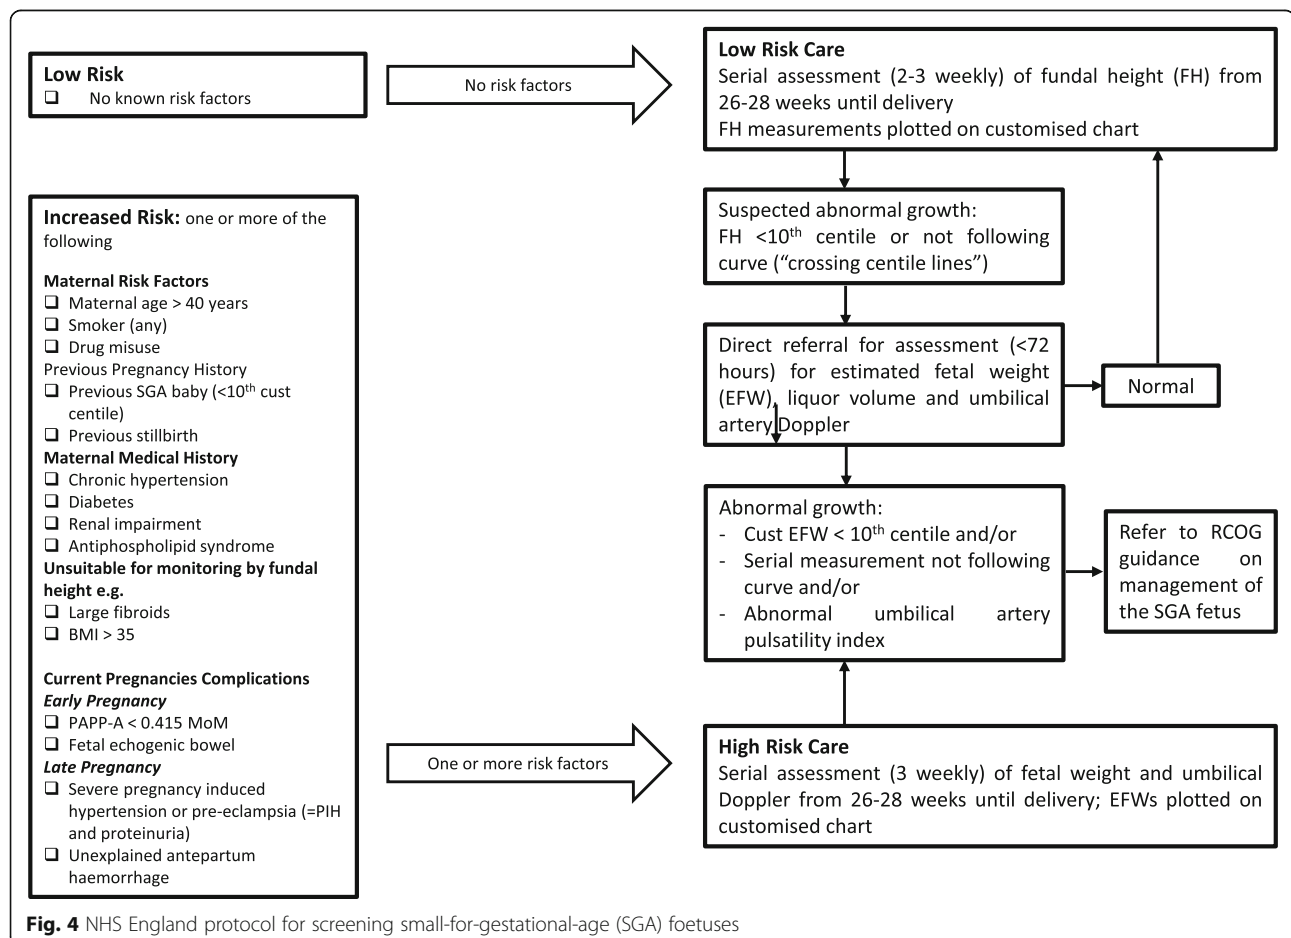 Low Risk
❑ No known risk factors
No risk factors
Low Risk Care
Serial assessment (2-3 weekly) of fundal height (FH) from
26-28 weeks until delivery
FH measurements plotted on customised chart
Increased Risk: one or more of the
following
Maternal Risk Factors
❑ Maternal age > 40 years
❑ Smoker (any)
❑ Drug misuse
Previous Pregnancy History
❑ Previous SGA baby (<10th cust
centile)
❑ Previous stillbirth
Maternal Medical History
❑ Chronic hypertension
❑ Diabetes
❑ Renal impairment
❑ Antiphospholipid syndrome
Unsuitable for monitoring by fundal
height e.g.
❑ Large fibroids
❑ BMI > 35
Current Pregnancies Complications
Early Pregnancy
❑ PAPP-A < 0.415 MoM
❑ Fetal echogenic bowel
Late Pregnancy
❑ Severe pregnancy induced
hypertension or pre-eclampsia (=PIH
and proteinuria)
❑ Unexplained antepartum
haemorrhage
Suspected abnormal growth:
FH <10th centile or not following
curve (“crossing centile lines”)
Direct referral for assessment (<72
hours) for estimated fetal weight
(EFW), liquor volume and umbilical
artery Doppler
Normal
Abnormal growth:
- Cust EFW < 10th centile and/or
- Serial measurement not following
curve and/or
- Abnormal umbilical artery
pulsatility index
Refer to RCOG
guidance on
management of
the SGA fetus
One or more risk factors
High Risk Care
Serial assessment (3 weekly) of fetal weight and umbilical
Doppler from 26-28 weeks until delivery; EFWs plotted on
customised chart
Fig. 4 NHS England protocol for screening small-for-gestational-age (SGA) foetuses